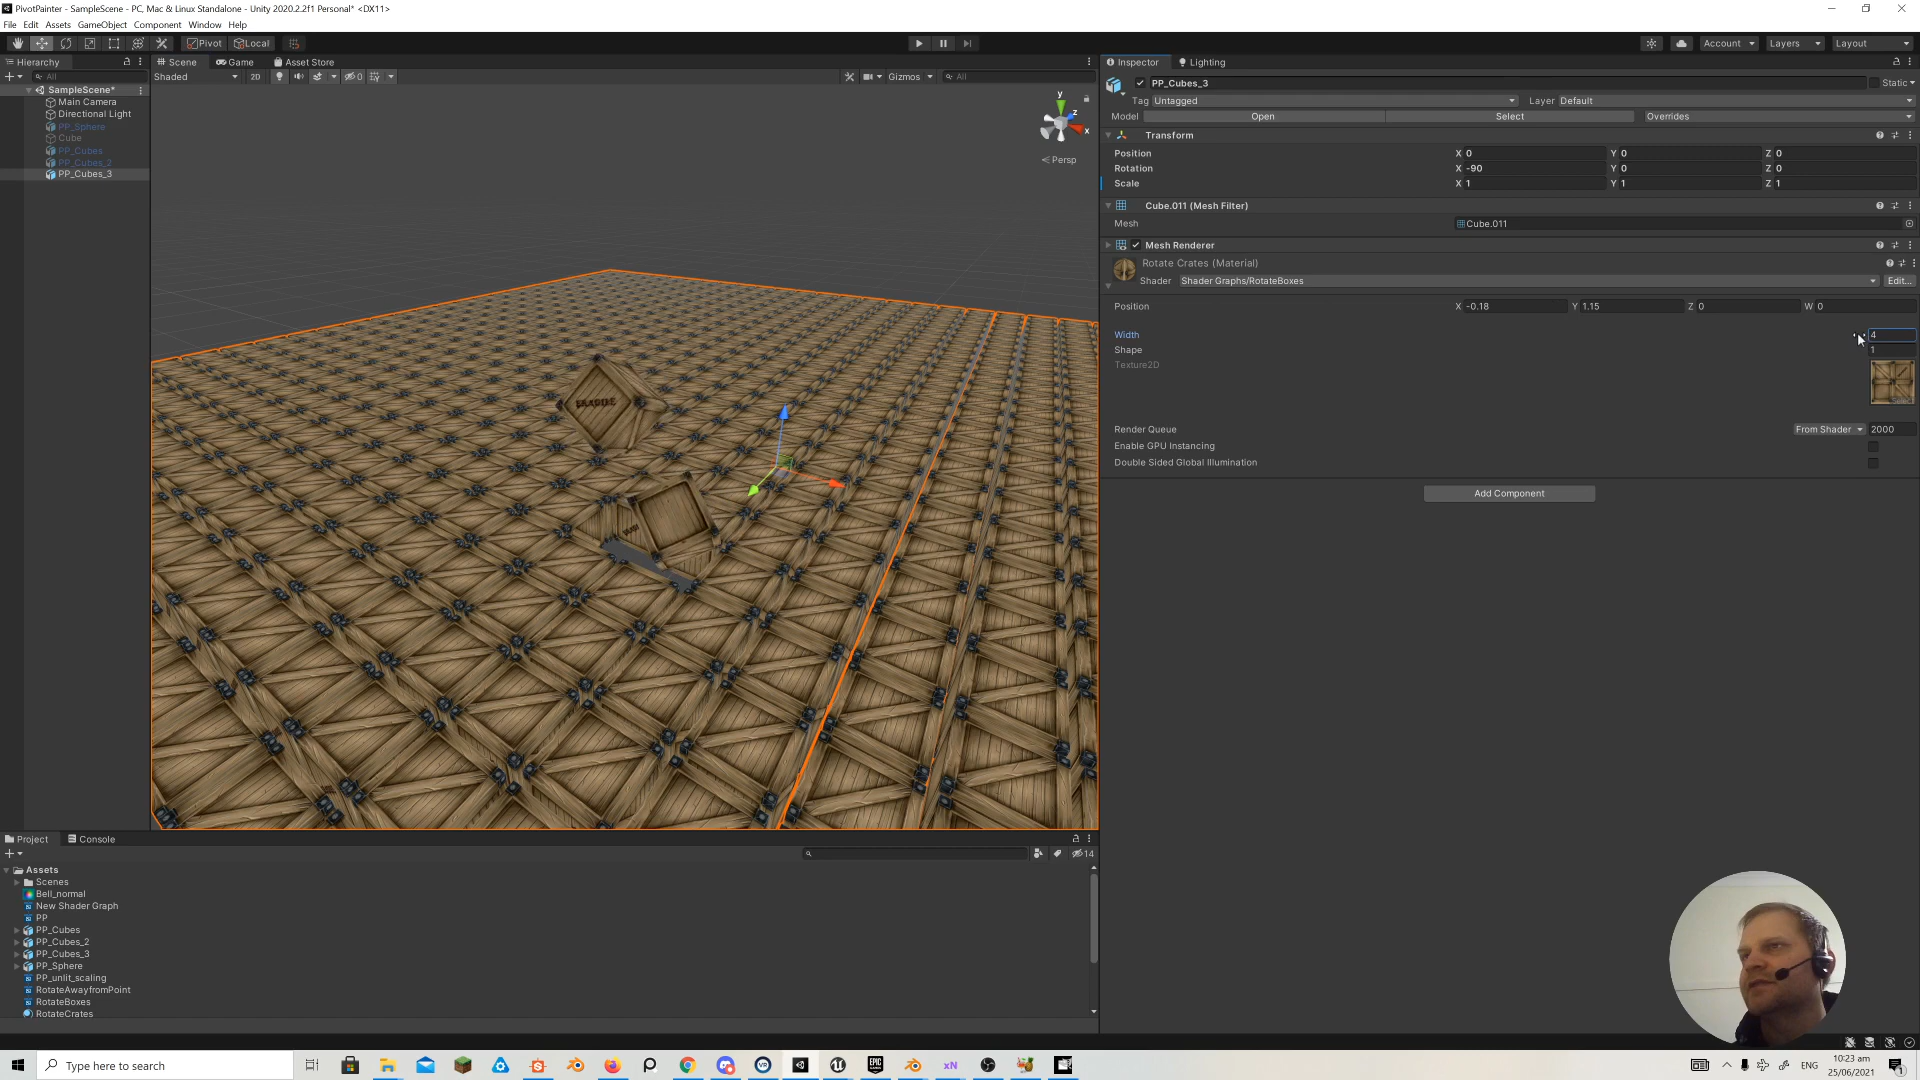 PivotPainter - SampleScene - PC, Mac & Linux Standalone - Unity 2020.2.2f1 Personal* <DX11>
File Edit Assets GameObject Component Window Help
Pivot Local Account Layers Layout
Hierarchy Scene Game Asset Store Inspector Lighting
All Shaded 2D 0 Gizmos All
SampleScene*
Main Camera
Directional Light
PP_Sphere
Cube
PP_Cubes
PP_Cubes_2
PP_Cubes_3
y
z
x
Persp
PP_Cubes_3 Static
Tag Untagged Layer Default
Model Open Select Overrides
Transform
Position X 0 Y 0 Z 0
Rotation X -90 Y 0 Z 0
Scale X 1 Y 1 Z 1
Cube.011 (Mesh Filter)
Mesh Cube.011
Mesh Renderer
Rotate Crates (Material)
Shader Shader Graphs/RotateBoxes Edit...
Position X -0.18 Y 1.15 Z 0 W 0
Width 4
Shape 1
Texture2D
Render Queue From Shader 2000
Enable GPU Instancing
Double Sided Global Illumination
Add Component
Project Console
14
Assets
Scenes
Bell_normal
New Shader Graph
PP
PP_Cubes
PP_Cubes_2
PP_Cubes_3
PP_Sphere
PP_unlit_scaling
RotateAwayfromPoint
RotateBoxes
RotateCrates
Type here to search
ENG
10:23 am
25/06/2021